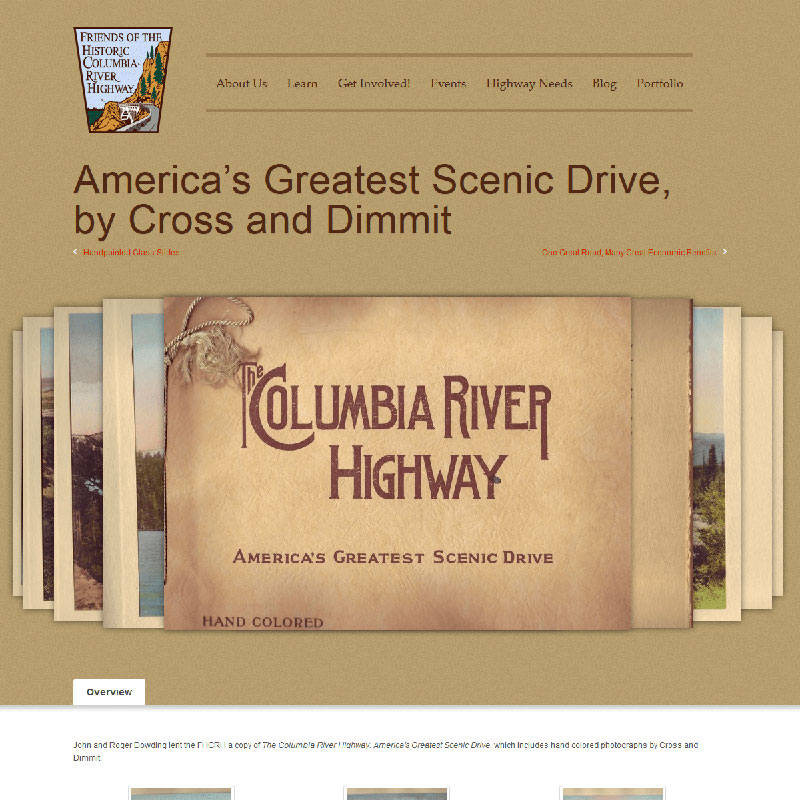 FRIENDS OF THE
HISTORIC
COLUMBIA
RIVER
HIGHWAY
About Us Learn Get Involved! Events Highway Needs Blog Portfolio
America's Greatest Scenic Drive,
by Cross and Dimmit
Handpainted Glass Slides One Great Road, Many Great Economic Benefits
The COLUMBIA RIVER
HIGHWAY
AMERICA'S GREATEST SCENIC DRIVE
HAND COLORED
Overview
John and Roger Dowding lent the FHCRH a copy of The Columbia River Highway, America's Greatest Scenic Drive, which includes hand colored photographs by Cross and
Dimmit.